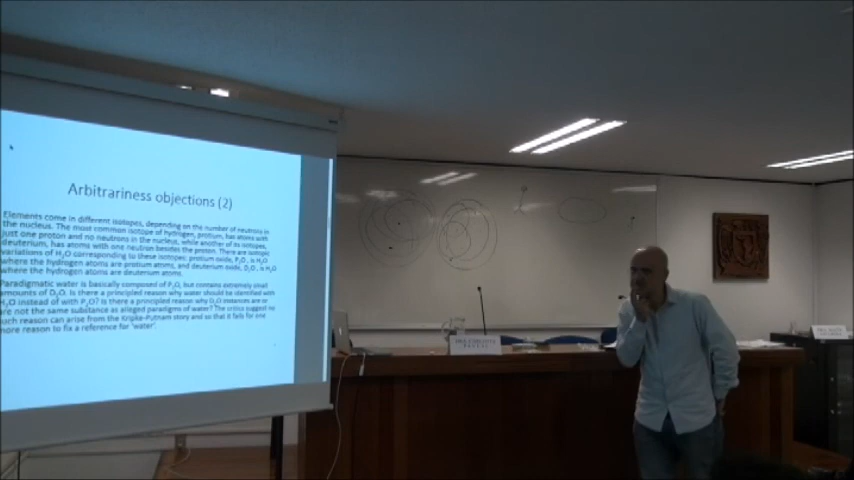 Arbitrariness objections (2)
Elements come in different isotopes, depending on the number of neutrons in
the nucleus. The most common isotope of hydrogen, protium, has atoms with
just one proton and no neutrons in the nucleus, while another of its isotopes,
deuterium, has atoms with one neutron besides the proton. There are isotopic
variations of H₂O corresponding to these isotopes: protium oxide, P₂O, is H₂O
where the hydrogen atoms are protium atoms, and deuterium oxide, D₂O, is H₂O
where the hydrogen atoms are deuterium atoms.
Paradigmatic water is basically composed of P₂O, but contains extremely small
amounts of D₂O. Is there a principled reason why water should be identified with
H₂O instead of with P₂O? Is there a principled reason why D₂O instances are or
are not the same substance as alleged paradigms of water? The critics suggest no
such reason can arise from the Kripke-Putnam story and so that it fails for one
more reason to fix a reference for 'water'.